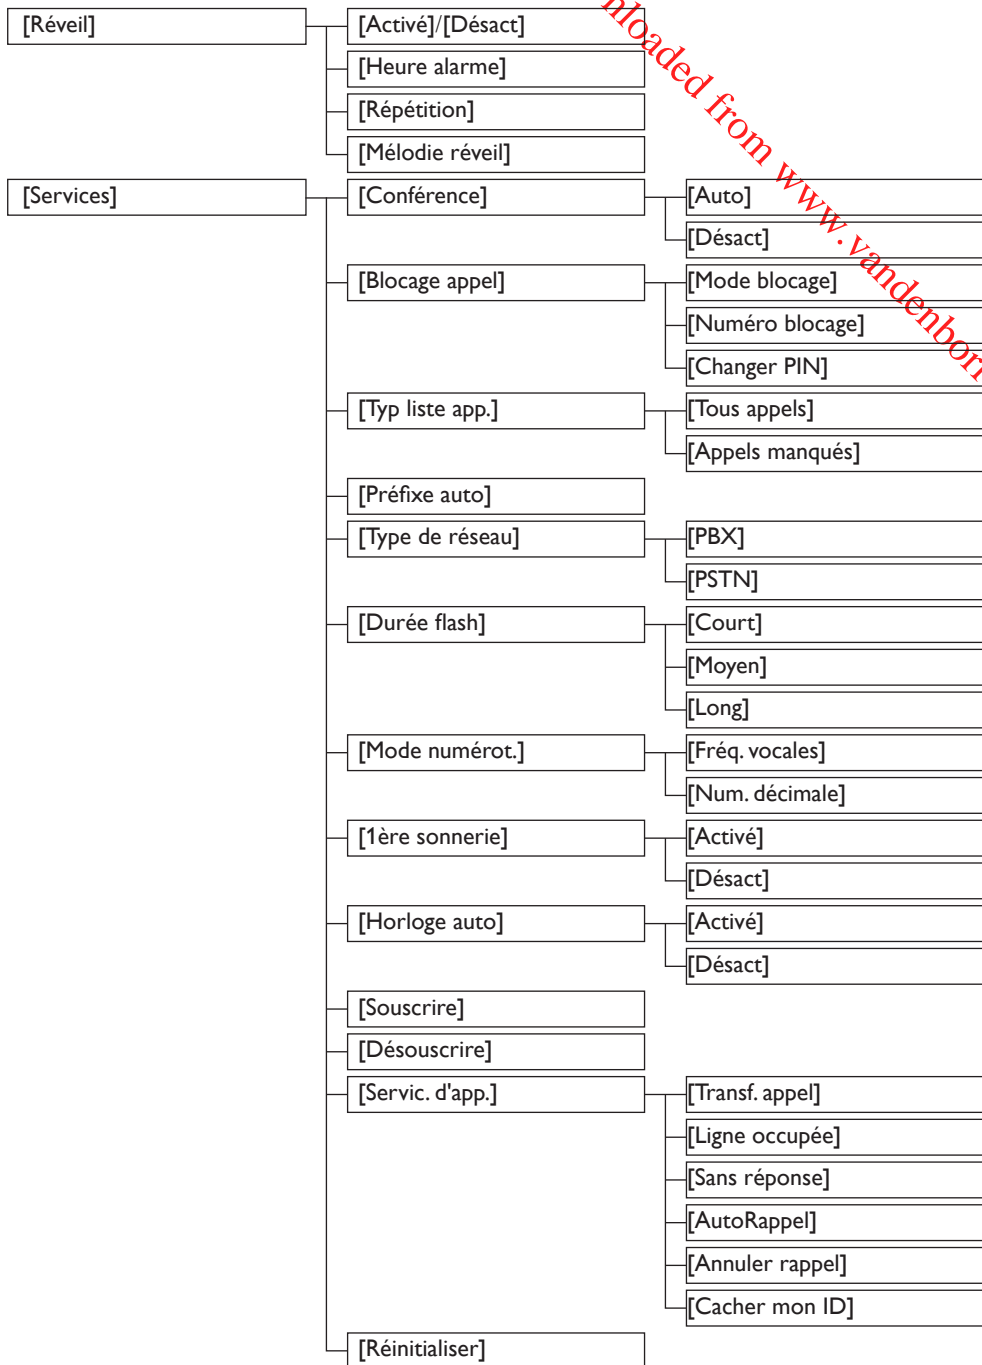 [Réveil] [Activé]/[Désact]
[Heure alarme]
[Répétition]
[Mélodie réveil]
[Services] [Conférence] [Auto]
[Désact]
[Blocage appel] [Mode blocage]
[Numéro blocage]
[Changer PIN]
[Typ liste app.] [Tous appels]
[Appels manqués]
[Préfixe auto]
[Type de réseau] [PBX]
[PSTN]
[Durée flash] [Court]
[Moyen]
[Long]
[Mode numérot.] [Fréq. vocales]
[Num. décimale]
[1ère sonnerie] [Activé]
[Désact]
[Horloge auto] [Activé]
[Désact]
[Souscrire]
[Désouscrire]
[Servic. d'app.] [Transf. appel]
[Ligne occupée]
[Sans réponse]
[AutoRappel]
[Annuler rappel]
[Cacher mon ID]
[Réinitialiser]
nloaded from www.vandenborr